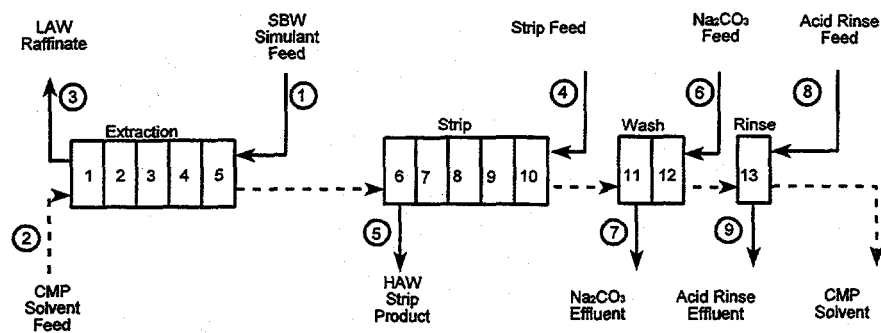 LAW
Raffinate
SBW
Simulant
Feed
Strip Feed
Na₂CO₃
Feed
Acid Rinse
Feed
3
1
4
6
8
Extraction
Strip
Wash
Rinse
1 2 3 4 5
6 7 8 9 10
11 12
13
2
5
7
9
CMP
Solvent
Feed
HAW
Strip
Product
Na₂CO₃
Effluent
Acid Rinse
Effluent
CMP
Solvent